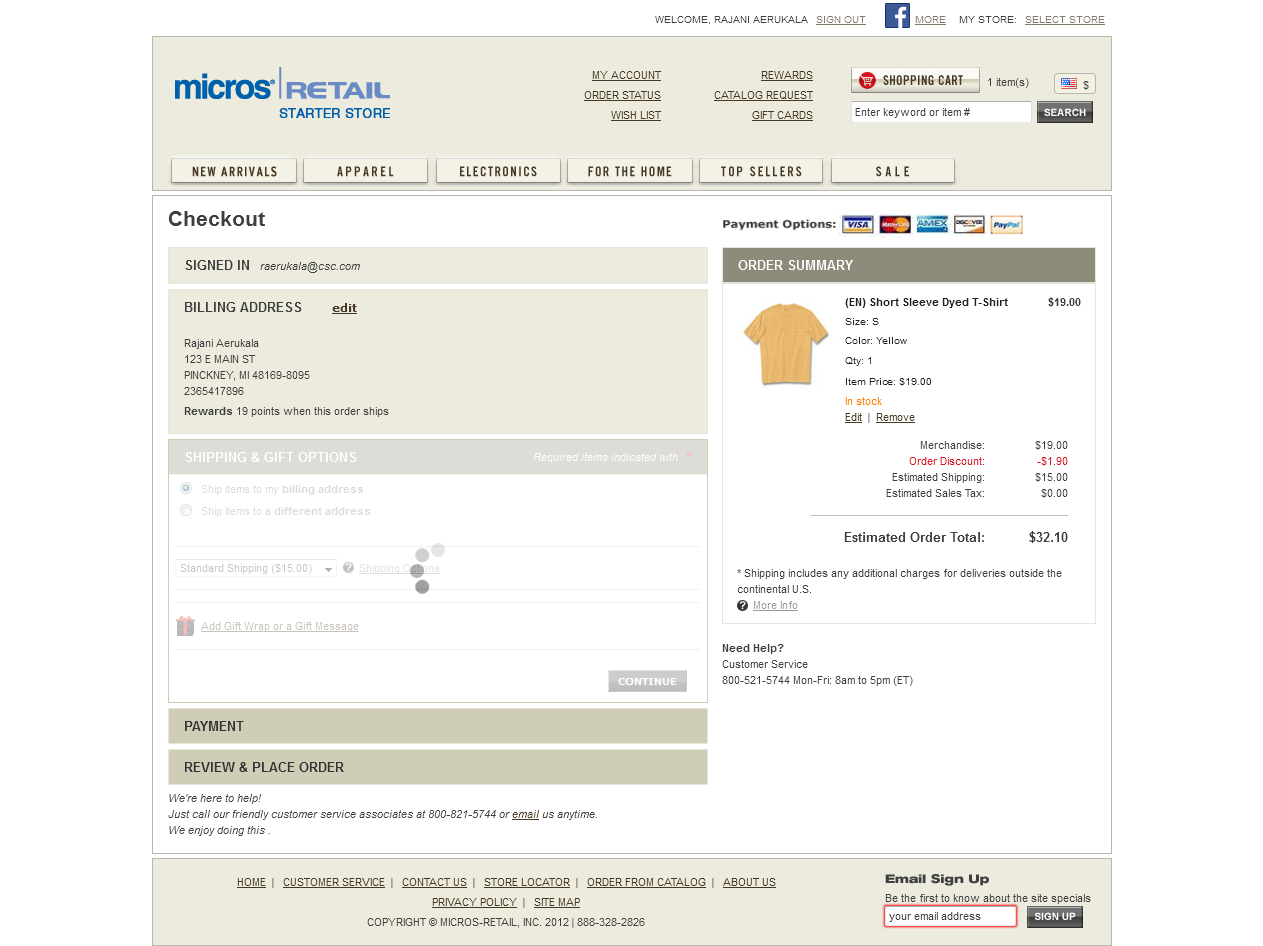 WELCOME, RAJANI AERUKALA SIGN OUT MORE MY STORE: SELECT STORE
micros RETAIL
STARTER STORE
MY ACCOUNT REWARDS
ORDER STATUS CATALOG REQUEST
WISH LIST GIFT CARDS
SHOPPING CART 1 item(s) $
Enter keyword or item # SEARCH
NEW ARRIVALS APPAREL ELECTRONICS FOR THE HOME TOP SELLERS SALE
Checkout
SIGNED IN raerukala@csc.com
BILLING ADDRESS edit
Rajani Aerukala
123 E MAIN ST
PINCKNEY, MI 48169-8095
2365417896
Rewards 19 points when this order ships
SHIPPING & GIFT OPTIONS Required items indicated with *
Ship items to my billing address
Ship items to a different address
Standard Shipping ($15.00) ? Shipping Options
Add Gift Wrap or a Gift Message
CONTINUE
PAYMENT
REVIEW & PLACE ORDER
We're here to help!
Just call our friendly customer service associates at 800-821-5744 or email us anytime.
We enjoy doing this .
Payment Options: VISA MasterCard AMEX DISCOVER PayPal
ORDER SUMMARY
(EN) Short Sleeve Dyed T-Shirt $19.00
Size: S
Color: Yellow
Qty: 1
Item Price: $19.00
In stock
Edit | Remove
Merchandise: $19.00
Order Discount: -$1.90
Estimated Shipping: $15.00
Estimated Sales Tax: $0.00
Estimated Order Total: $32.10
* Shipping includes any additional charges for deliveries outside the
continental U.S.
? More Info
Need Help?
Customer Service
800-521-5744 Mon-Fri: 8am to 5pm (ET)
HOME | CUSTOMER SERVICE | CONTACT US | STORE LOCATOR | ORDER FROM CATALOG | ABOUT US
PRIVACY POLICY | SITE MAP
COPYRIGHT © MICROS-RETAIL, INC. 2012 | 888-328-2826
Email Sign Up
Be the first to know about the site specials
your email address SIGN UP